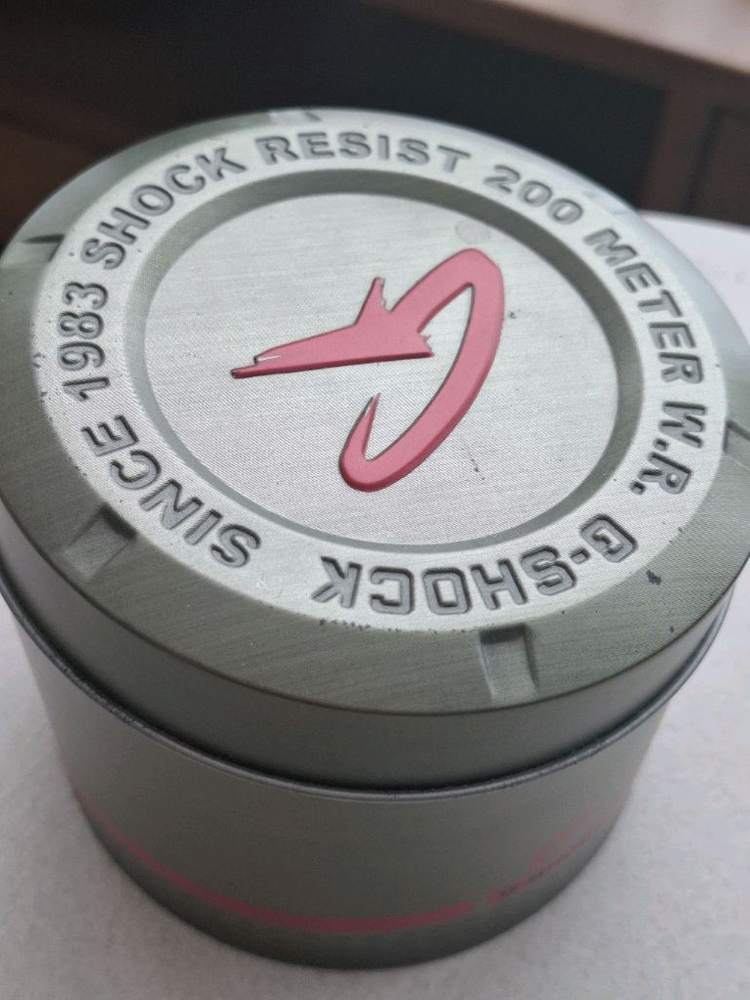 SINCE 1983 SHOCK RESIST 200 METER W.R. G-SHOCK